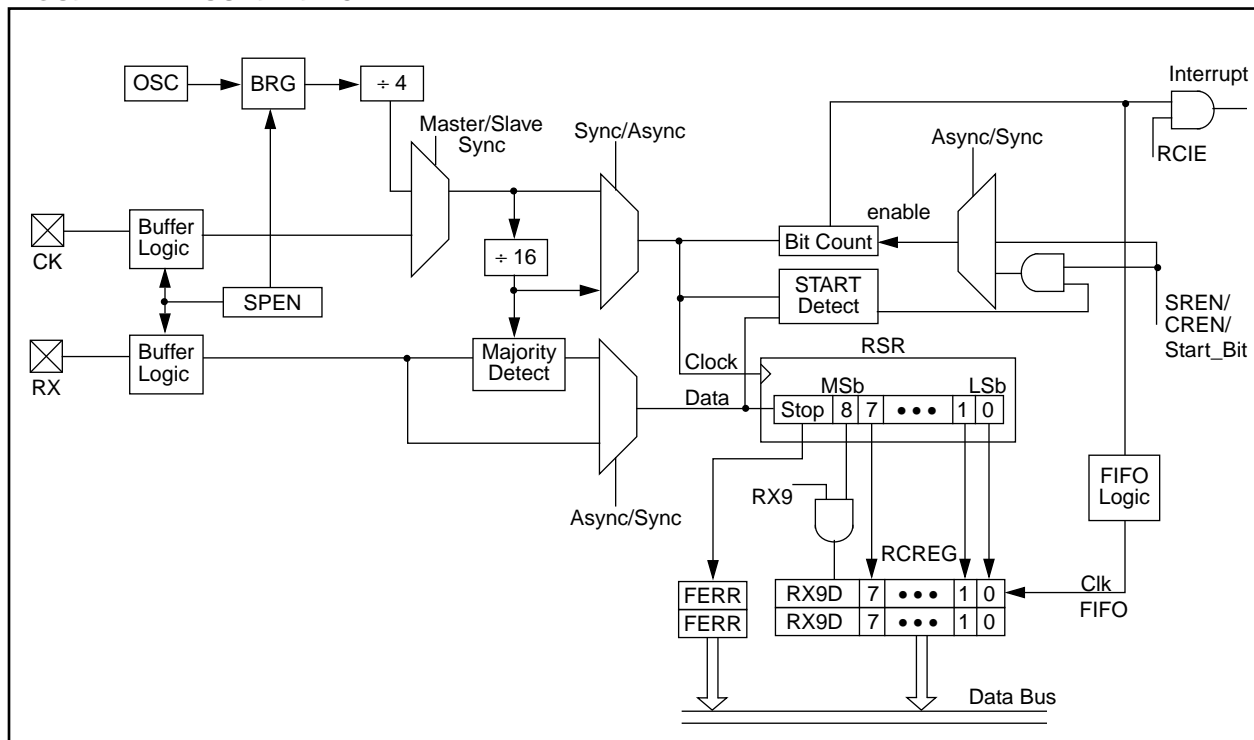 OSC
BRG
÷ 4
Interrupt
Master/Slave
Sync
Sync/Async
Async/Sync
RCIE
Buffer
Logic
CK
enable
Bit Count
÷ 16
SPEN
START
Detect
SREN/
CREN/
Start_Bit
Buffer
Logic
RX
Majority
Detect
Clock
RSR
MSb
LSb
Data
Stop 8 7 ••• 1 0
FIFO
Logic
RX9
Async/Sync
RCREG
Clk
FIFO
FERR
RX9D 7 ••• 1 0
FERR
RX9D 7 ••• 1 0
Data Bus